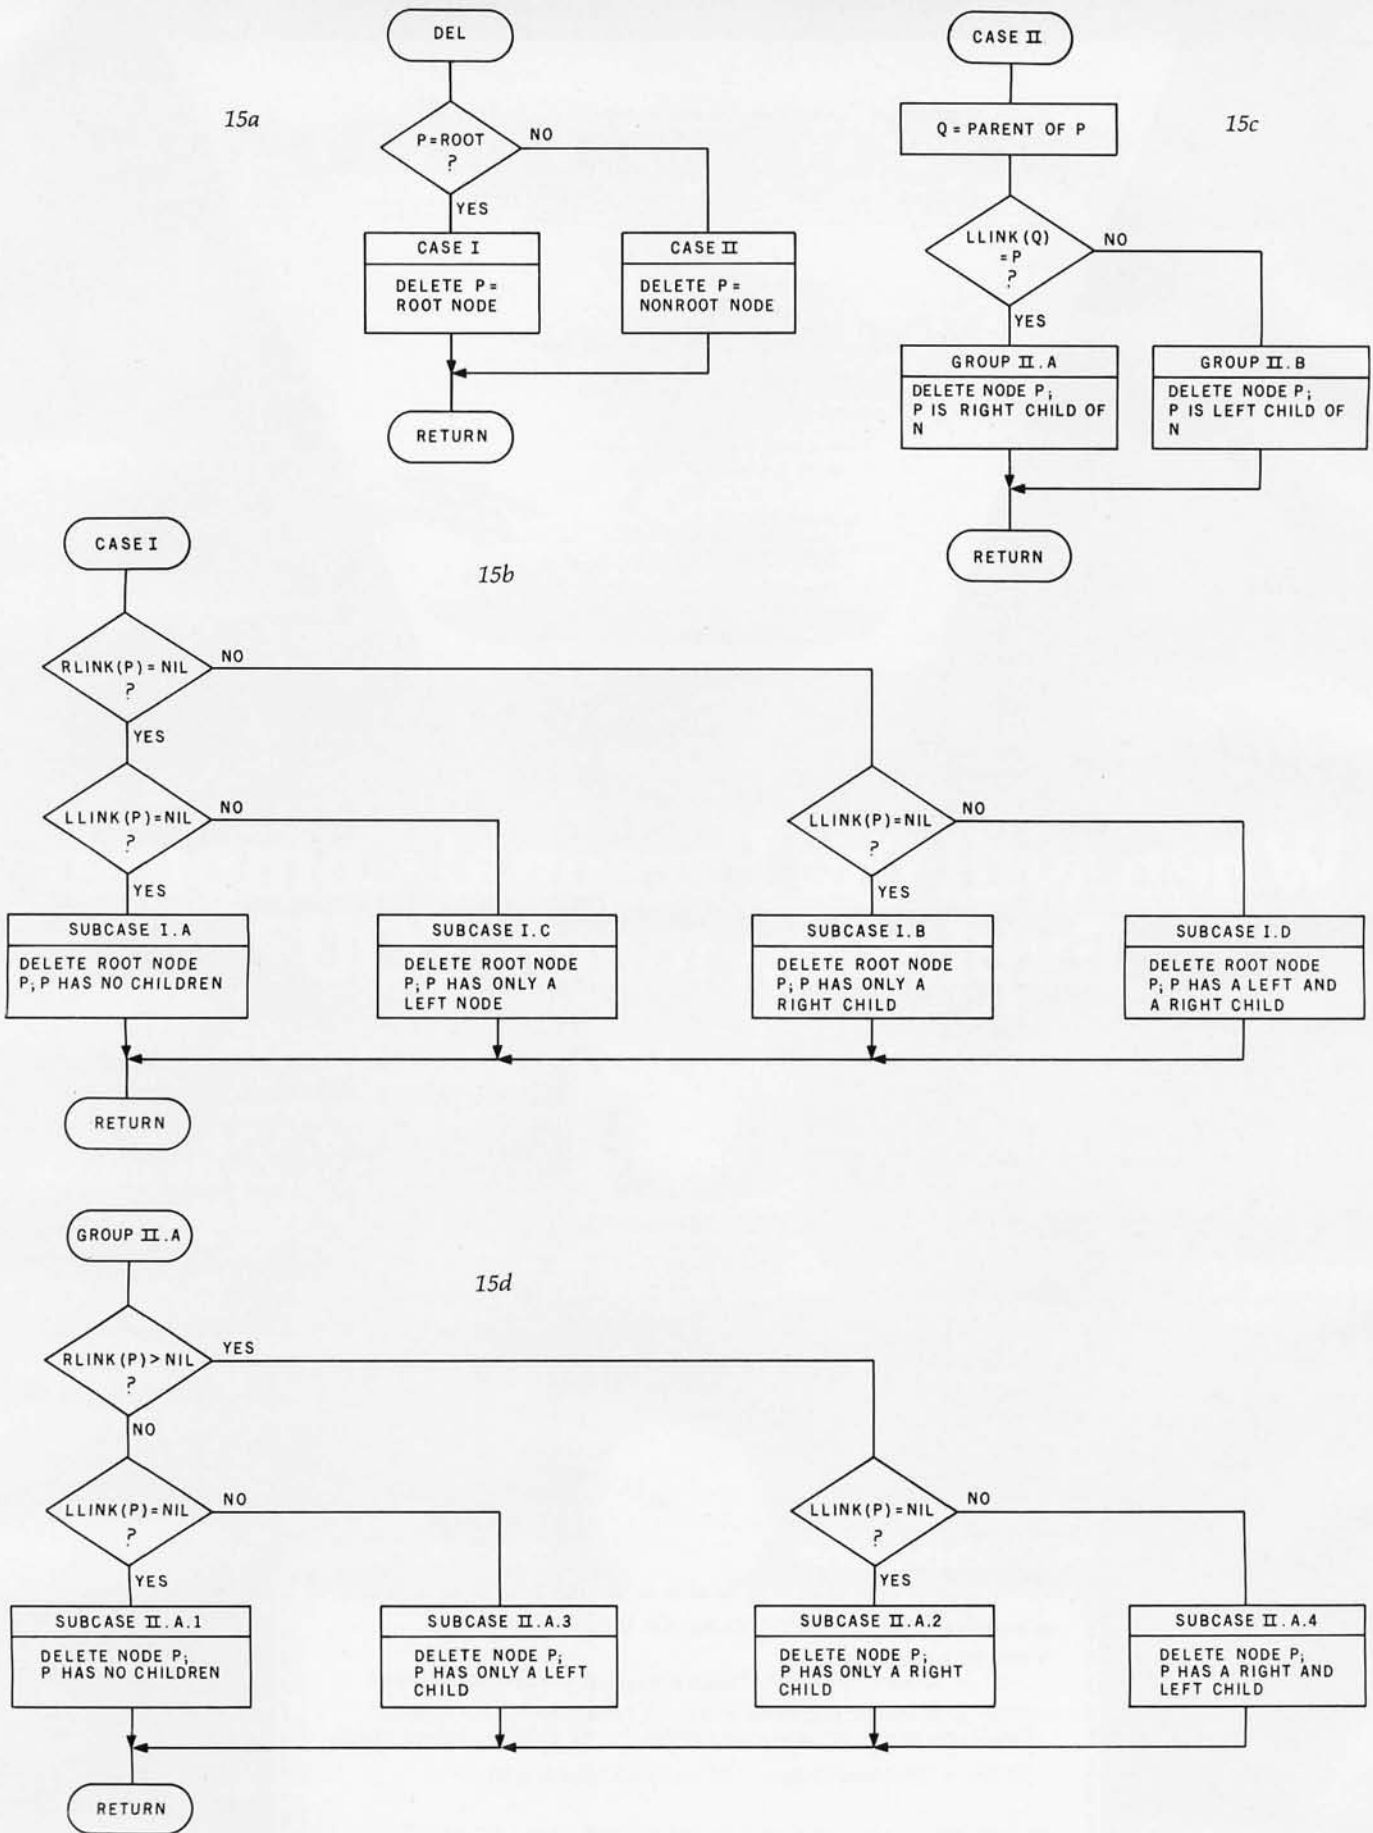 15a
DEL
P=ROOT
?
NO
YES
CASE I
DELETE P=
ROOT NODE
CASE II
DELETE P=
NONROOT NODE
RETURN
15c
CASE II
Q = PARENT OF P
LLINK(Q)
=P
?
NO
YES
GROUP II.A
DELETE NODE P;
P IS RIGHT CHILD OF
N
GROUP II.B
DELETE NODE P;
P IS LEFT CHILD OF
N
RETURN
15b
CASE I
RLINK(P)=NIL
?
NO
YES
LLINK(P)=NIL
?
NO
YES
LLINK(P)=NIL
?
NO
YES
SUBCASE I.A
DELETE ROOT NODE
P; P HAS NO CHILDREN
SUBCASE I.C
DELETE ROOT NODE
P; P HAS ONLY A
LEFT NODE
SUBCASE I.B
DELETE ROOT NODE
P; P HAS ONLY A
RIGHT CHILD
SUBCASE I.D
DELETE ROOT NODE
P; P HAS A LEFT AND
A RIGHT CHILD
RETURN
15d
GROUP II.A
RLINK(P)>NIL
?
YES
NO
LLINK(P)=NIL
?
NO
YES
LLINK(P)=NIL
?
NO
YES
SUBCASE II.A.1
DELETE NODE P;
P HAS NO CHILDREN
SUBCASE II.A.3
DELETE NODE P;
P HAS ONLY A LEFT
CHILD
SUBCASE II.A.2
DELETE NODE P;
P HAS ONLY A RIGHT
CHILD
SUBCASE II.A.4
DELETE NODE P;
P HAS A RIGHT AND
LEFT CHILD
RETURN